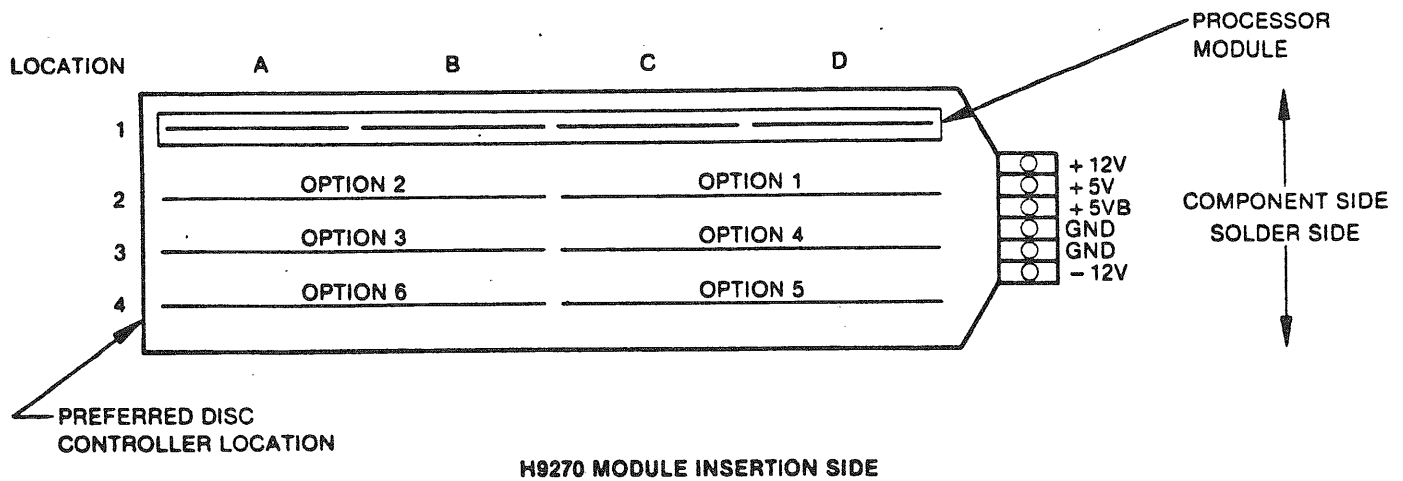 PROCESSOR
MODULE
LOCATION A B C D
1
2 OPTION 2 OPTION 1
3 OPTION 3 OPTION 4
4 OPTION 6 OPTION 5
+ 12V
+ 5V
+ 5VB
GND
GND
− 12V
COMPONENT SIDE
SOLDER SIDE
PREFERRED DISC
CONTROLLER LOCATION
H9270 MODULE INSERTION SIDE